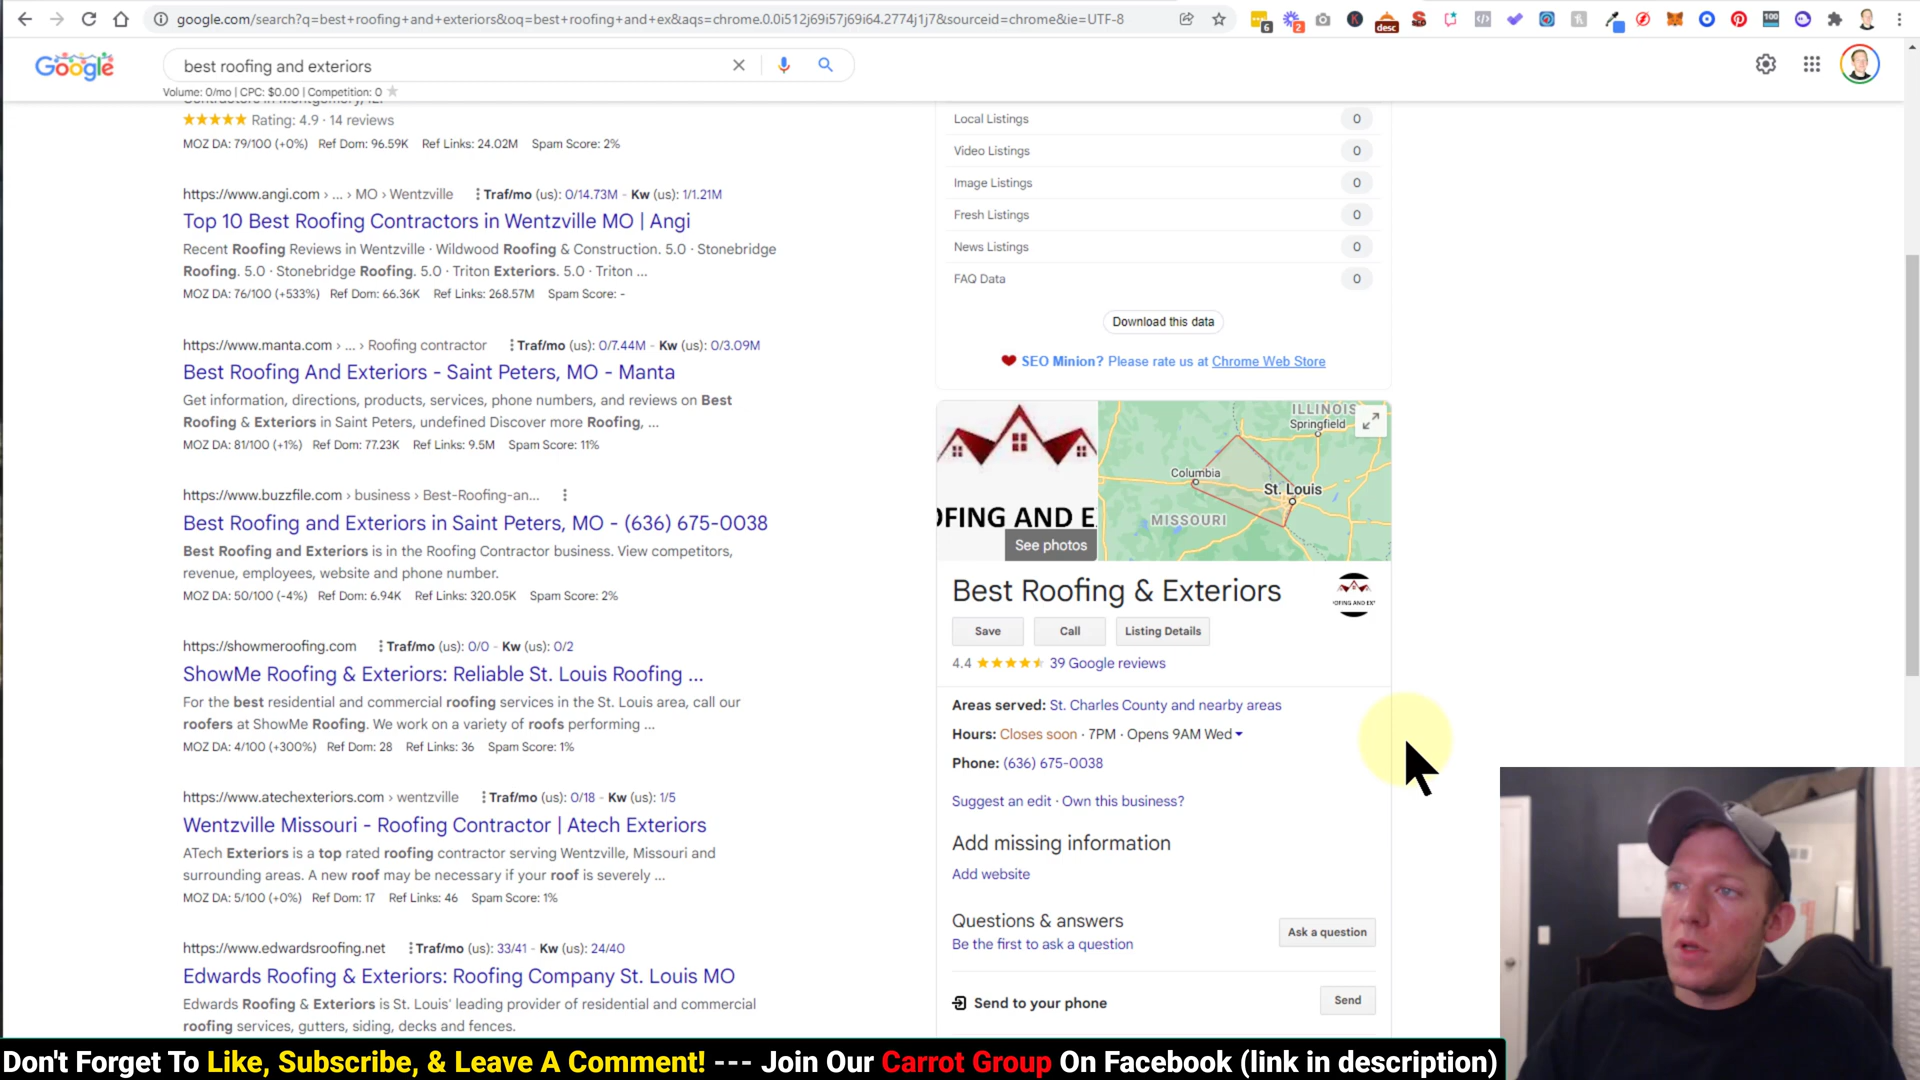 google.com/search?q=best+roofing+and+exteriors&oq=best+roofing+and+ex&aqs=chrome.0.0i512j69i57j69i64.2774j1j7&sourceid=chrome&ie=UTF-8
6
2
desc
100
Google
best roofing and exteriors
Volume: 0/mo | CPC: $0.00 | Competition: 0
Contractors in Montgomery, IL.
Rating: 4.9 · 14 reviews
MOZ DA: 79/100 (+0%) Ref Dom: 96.59K Ref Links: 24.02M Spam Score: 2%
https://www.angi.com › ... › MO › Wentzville Traf/mo (us): 0/14.73M - Kw (us): 1/1.21M
Top 10 Best Roofing Contractors in Wentzville MO | Angi
Recent Roofing Reviews in Wentzville · Wildwood Roofing & Construction. 5.0 · Stonebridge
Roofing. 5.0 · Stonebridge Roofing. 5.0 · Triton Exteriors. 5.0 · Triton ...
MOZ DA: 76/100 (+533%) Ref Dom: 66.36K Ref Links: 268.57M Spam Score: -
https://www.manta.com › ... › Roofing contractor Traf/mo (us): 0/7.44M - Kw (us): 0/3.09M
Best Roofing And Exteriors - Saint Peters, MO - Manta
Get information, directions, products, services, phone numbers, and reviews on Best
Roofing & Exteriors in Saint Peters, undefined Discover more Roofing, ...
MOZ DA: 81/100 (+1%) Ref Dom: 77.23K Ref Links: 9.5M Spam Score: 11%
https://www.buzzfile.com › business › Best-Roofing-an...
Best Roofing and Exteriors in Saint Peters, MO - (636) 675-0038
Best Roofing and Exteriors is in the Roofing Contractor business. View competitors,
revenue, employees, website and phone number.
MOZ DA: 50/100 (-4%) Ref Dom: 6.94K Ref Links: 320.05K Spam Score: 2%
https://showmeroofing.com Traf/mo (us): 0/0 - Kw (us): 0/2
ShowMe Roofing & Exteriors: Reliable St. Louis Roofing ...
For the best residential and commercial roofing services in the St. Louis area, call our
roofers at ShowMe Roofing. We work on a variety of roofs performing ...
MOZ DA: 4/100 (+300%) Ref Dom: 28 Ref Links: 36 Spam Score: 1%
https://www.atechexteriors.com › wentzville Traf/mo (us): 0/18 - Kw (us): 1/5
Wentzville Missouri - Roofing Contractor | Atech Exteriors
ATech Exteriors is a top rated roofing contractor serving Wentzville, Missouri and
surrounding areas. A new roof may be necessary if your roof is severely ...
MOZ DA: 5/100 (+0%) Ref Dom: 17 Ref Links: 46 Spam Score: 1%
https://www.edwardsroofing.net Traf/mo (us): 33/41 - Kw (us): 24/40
Edwards Roofing & Exteriors: Roofing Company St. Louis MO
Edwards Roofing & Exteriors is St. Louis' leading provider of residential and commercial
roofing services, gutters, siding, decks and fences.
Local Listings 0
Video Listings 0
Image Listings 0
Fresh Listings 0
News Listings 0
FAQ Data 0
Download this data
SEO Minion? Please rate us at Chrome Web Store
OFING AND E
See photos
ILLINOIS
Springfield
Columbia
St. Louis
MISSOURI
Best Roofing & Exteriors
OFING AND EX
Save Call Listing Details
4.4 39 Google reviews
Areas served: St. Charles County and nearby areas
Hours: Closes soon · 7PM · Opens 9AM Wed
Phone: (636) 675-0038
Suggest an edit · Own this business?
Add missing information
Add website
Questions & answers
Be the first to ask a question
Ask a question
Send to your phone
Send
Don't Forget To Like, Subscribe, & Leave A Comment! --- Join Our Carrot Group On Facebook (link in description)